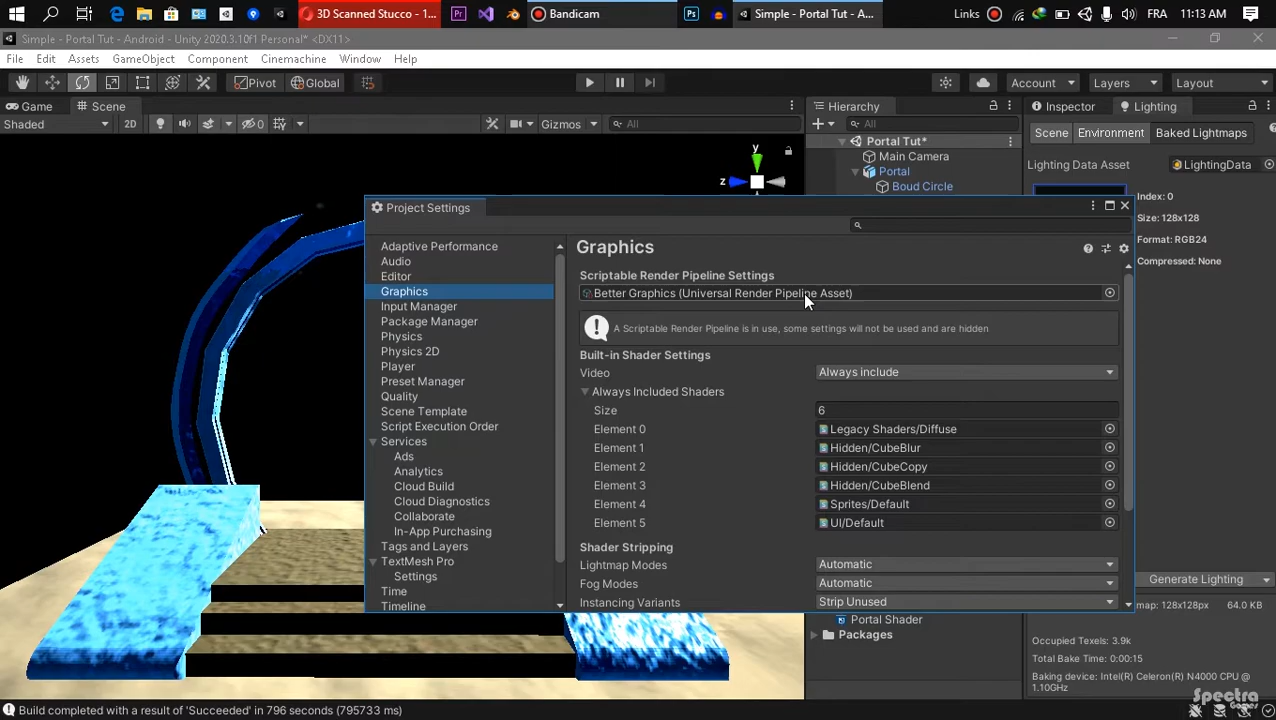 3D Scanned Stucco - 1...
Bandicam
Simple - Portal Tut - A...
Links
FRA
11:13 AM
Simple - Portal Tut - Android - Unity 2020.3.10f1 Personal* <DX11>
File Edit Assets GameObject Component Cinemachine Window Help
Pivot Global Account Layers Layout
Game Scene
Shaded 2D 0 Gizmos All
Hierarchy
All
Portal Tut*
Main Camera
Portal
Boud Circle
Inspector Lighting
Scene Environment Baked Lightmaps
Lighting Data Asset LightingData
Index: 0
Size: 128x128
Format: RGB24
Compressed: None
Project Settings
Adaptive Performance
Audio
Editor
Graphics
Input Manager
Package Manager
Physics
Physics 2D
Player
Preset Manager
Quality
Scene Template
Script Execution Order
Services
Ads
Analytics
Cloud Build
Cloud Diagnostics
Collaborate
In-App Purchasing
Tags and Layers
TextMesh Pro
Settings
Time
Timeline
Graphics
Scriptable Render Pipeline Settings
Better Graphics (Universal Render Pipeline Asset)
A Scriptable Render Pipeline is in use, some settings will not be used and are hidden
Built-in Shader Settings
Video Always include
Always Included Shaders
Size 6
Element 0 Legacy Shaders/Diffuse
Element 1 Hidden/CubeBlur
Element 2 Hidden/CubeCopy
Element 3 Hidden/CubeBlend
Element 4 Sprites/Default
Element 5 UI/Default
Shader Stripping
Lightmap Modes Automatic
Fog Modes Automatic
Instancing Variants Strip Unused
y
z
Portal Shader
Packages
Generate Lighting
map: 128x128px 64.0 KB
Occupied Texels: 3.9k
Total Bake Time: 0:00:15
Baking device: Intel(R) Celeron(R) N4000 CPU @
1.10GHz
Spectra
Games
Build completed with a result of 'Succeeded' in 796 seconds (795733 ms)